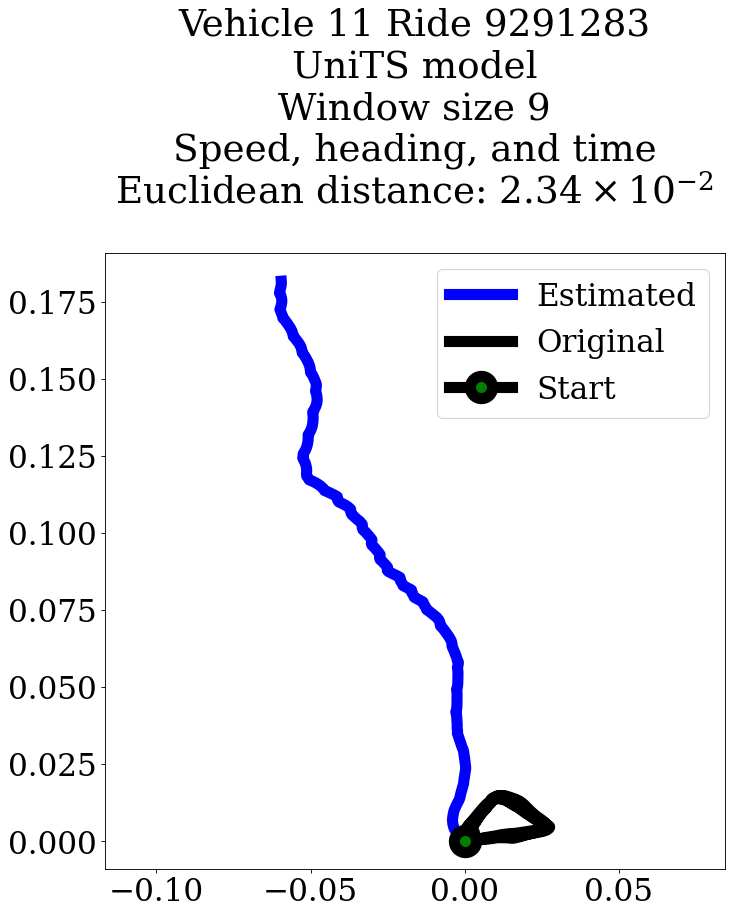 Vehicle 11 Ride 9291283
UniTS model
Window size 9
Speed, heading, and time
Euclidean distance: 2.34 × 10⁻²
Estimated
Original
Start
0.175
0.150
0.125
0.100
0.075
0.050
0.025
0.000
−0.10 −0.05 0.00 0.05